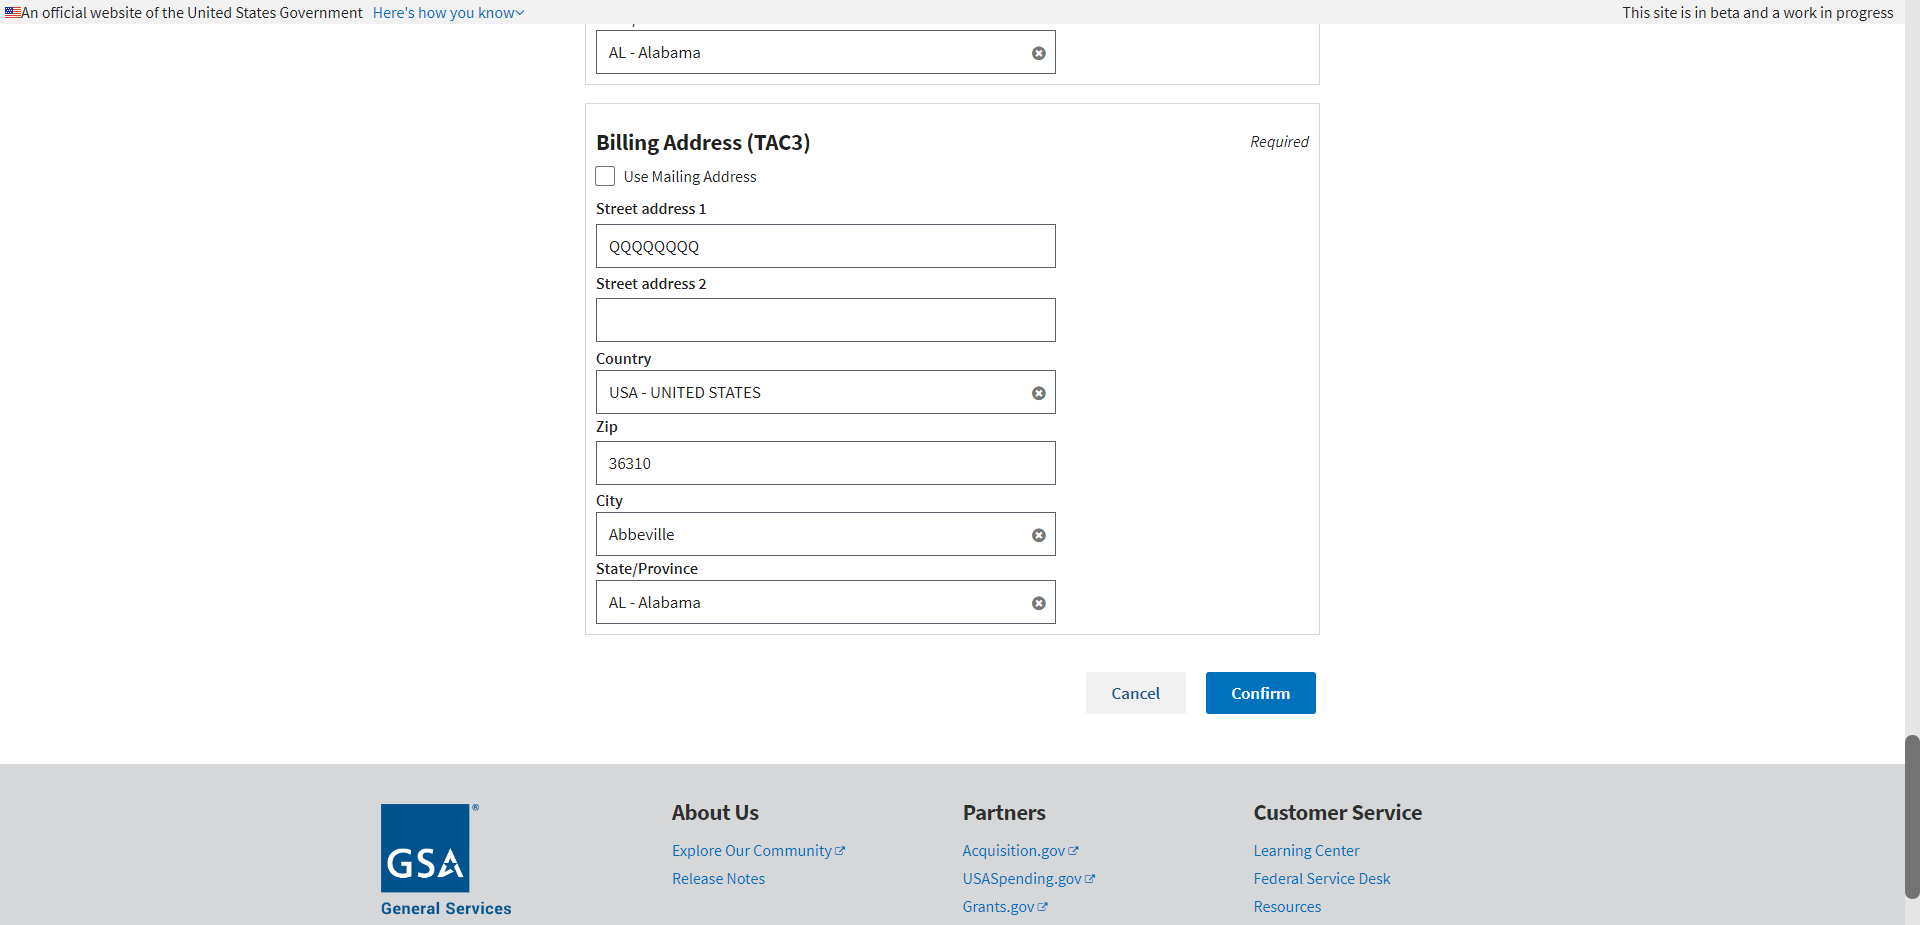 An official website of the United States Government Here's how you know
This site is in beta and a work in progress
AL - Alabama
Billing Address (TAC3)
Required
Use Mailing Address
Street address 1
QQQQQQQQ
Street address 2
Country
USA - UNITED STATES
Zip
36310
City
Abbeville
State/Province
AL - Alabama
Cancel
Confirm
GSA
®
General Services
About Us
Explore Our Community
Release Notes
Partners
Acquisition.gov
USASpending.gov
Grants.gov
Customer Service
Learning Center
Federal Service Desk
Resources